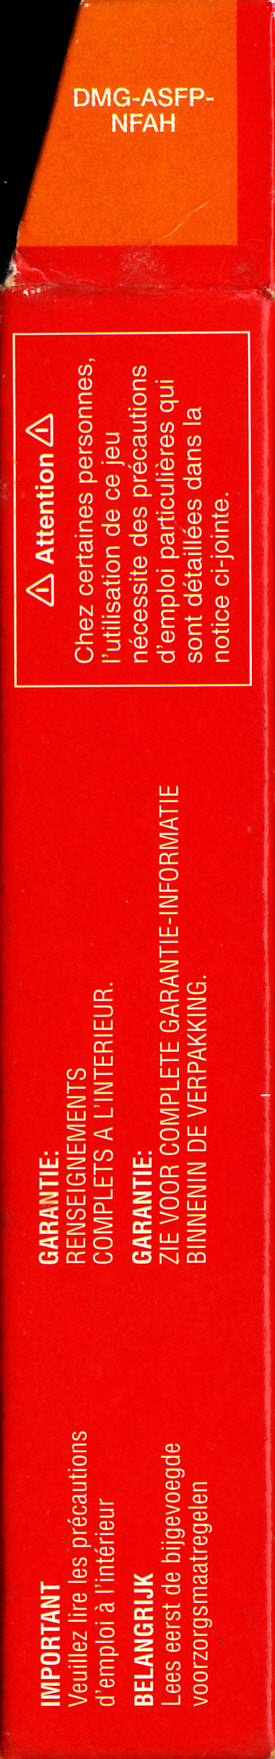 DMG-ASFP-
NFAH
⚠ Attention ⚠
Chez certaines personnes,
l'utilisation de ce jeu
nécessite des précautions
d'emploi particulières qui
sont détaillées dans la
notice ci-jointe.
GARANTIE:
RENSEIGNEMENTS
COMPLETS A L'INTERIEUR.
GARANTIE:
ZIE VOOR COMPLETE GARANTIE-INFORMATIE
BINNENIN DE VERPAKKING.
IMPORTANT
Veuillez lire les précautions
d'emploi à l'intérieur
BELANGRIJK
Lees eerst de bijgevoegde
voorzorgsmaatregelen